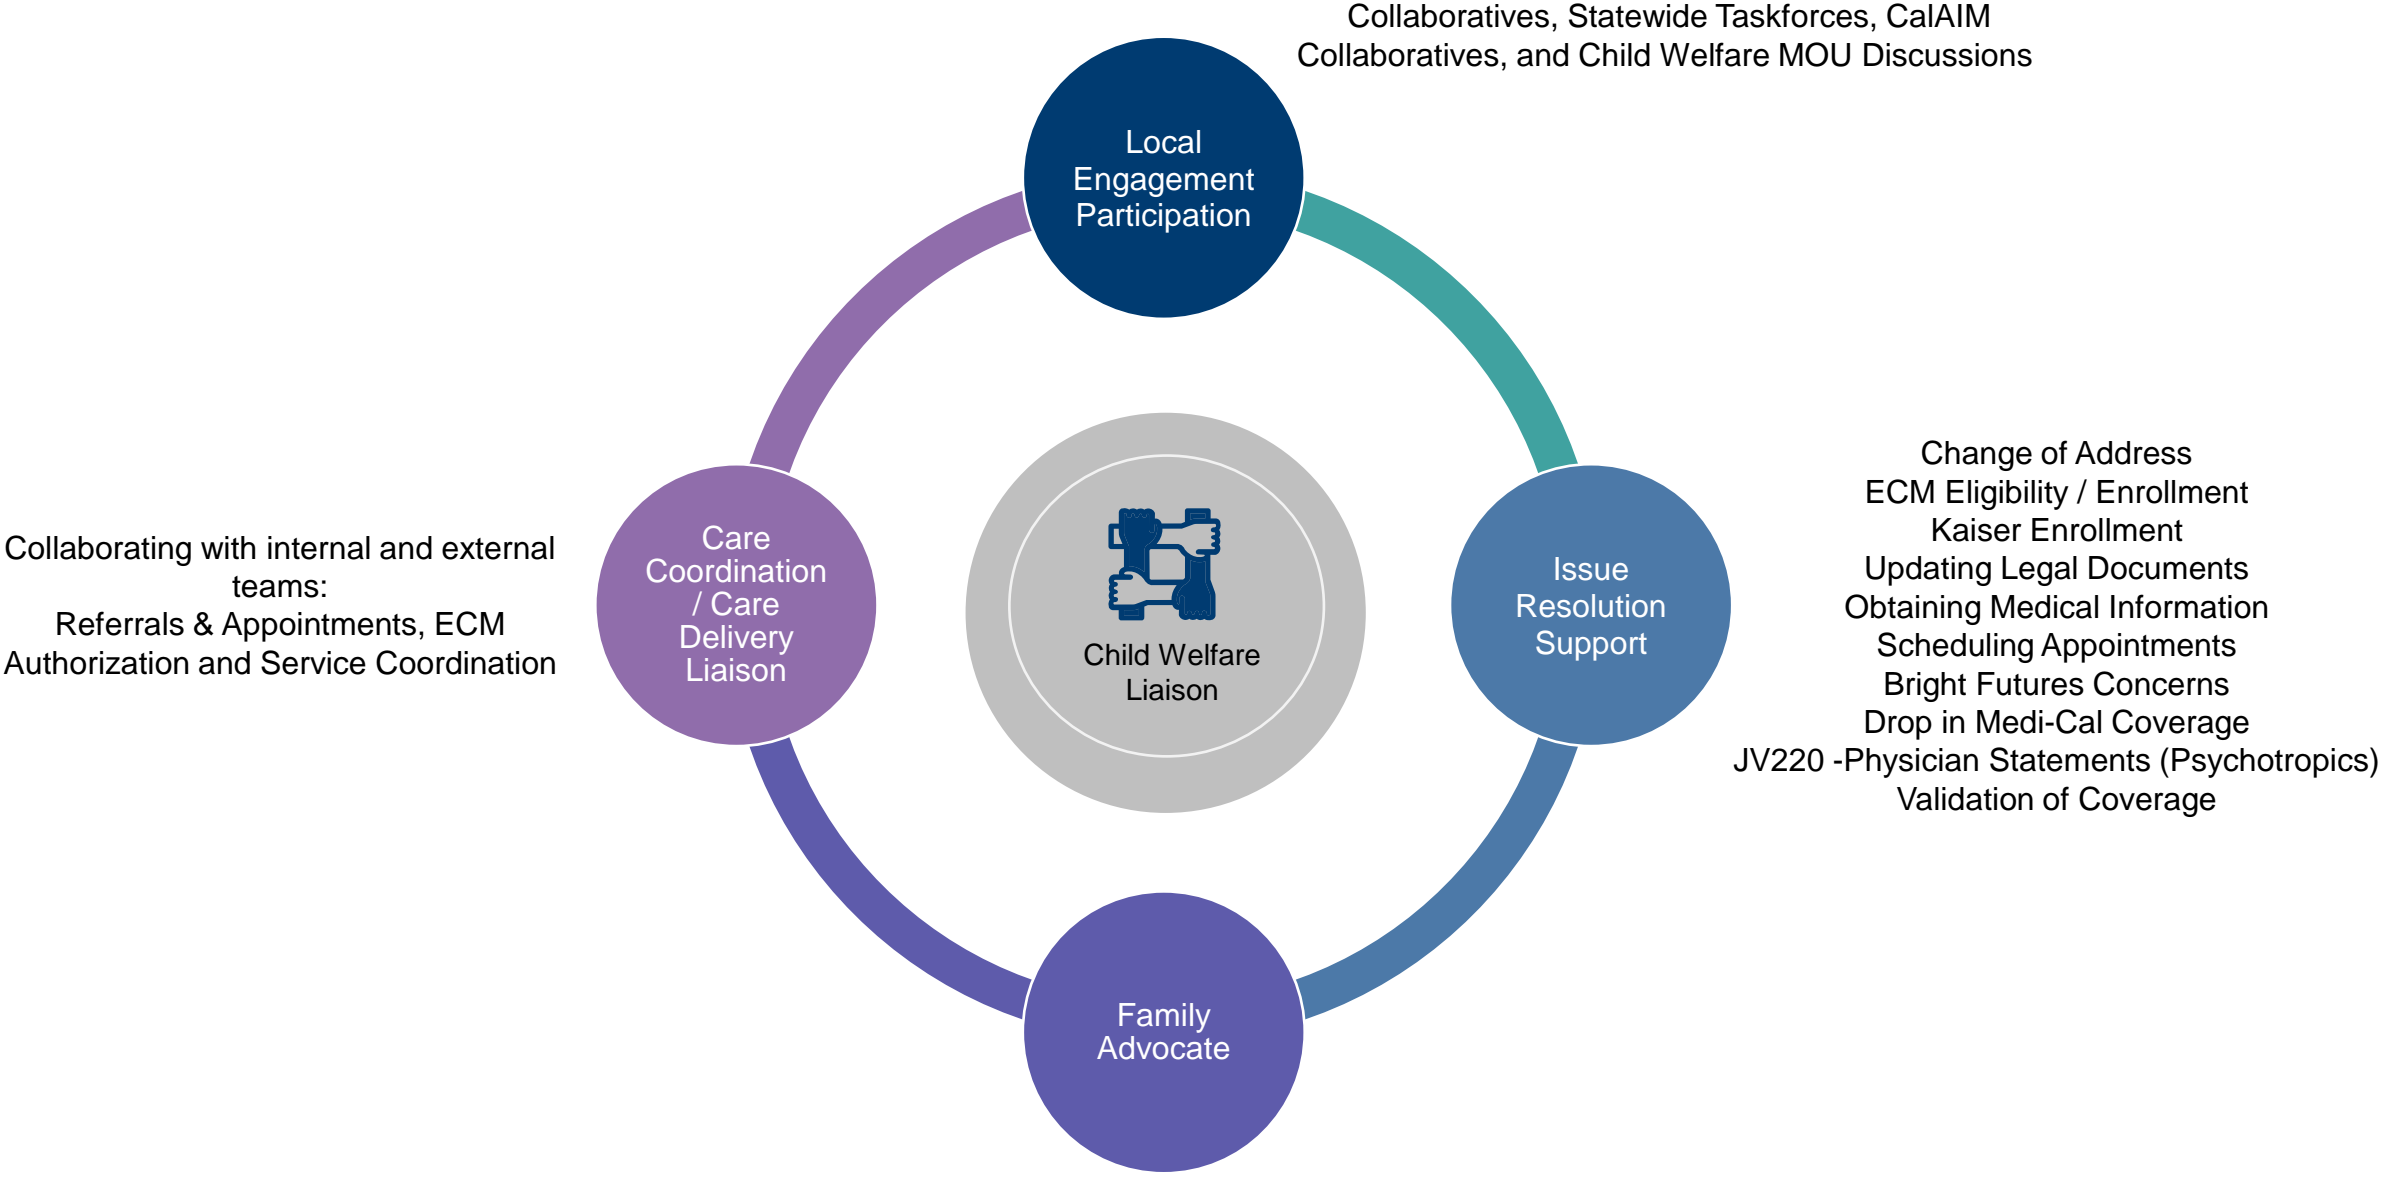 Collaboratives, Statewide Taskforces, CalAIM
Collaboratives, and Child Welfare MOU Discussions
Local
Engagement
Participation
Change of Address
ECM Eligibility / Enrollment
Kaiser Enrollment
Updating Legal Documents
Obtaining Medical Information
Scheduling Appointments
Bright Futures Concerns
Drop in Medi-Cal Coverage
JV220 -Physician Statements (Psychotropics)
Validation of Coverage
Issue
Resolution
Support
Collaborating with internal and external
teams:
Referrals & Appointments, ECM
Authorization and Service Coordination
Care
Coordination
/ Care
Delivery
Liaison
Child Welfare
Liaison
Family
Advocate